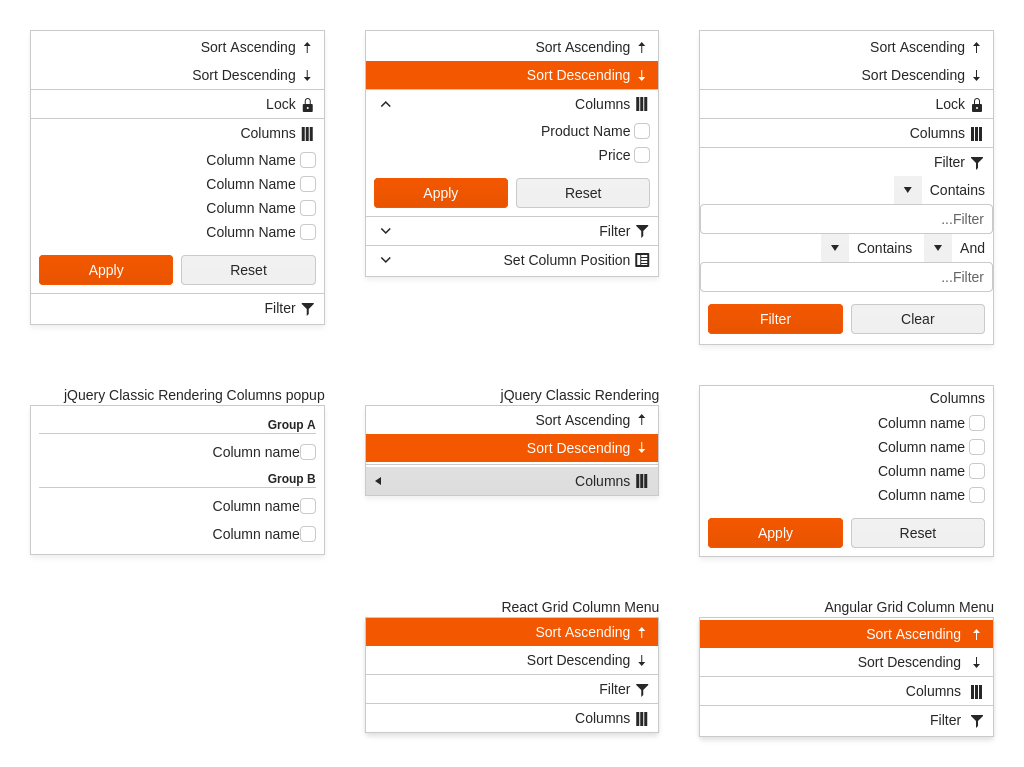 Sort Ascending
Sort Descending
Lock
Columns
Column Name
Column Name
Column Name
Column Name
Apply Reset
Filter
Sort Ascending
Sort Descending
Columns
Product Name
Price
Apply Reset
Filter
Set Column Position
Sort Ascending
Sort Descending
Lock
Columns
Filter
Contains
...Filter
Contains And
...Filter
Filter Clear
jQuery Classic Rendering Columns popup
Group A
Column name
Group B
Column name
Column name
jQuery Classic Rendering
Sort Ascending
Sort Descending
Columns
Columns
Column name
Column name
Column name
Column name
Apply Reset
React Grid Column Menu
Sort Ascending
Sort Descending
Filter
Columns
Angular Grid Column Menu
Sort Ascending
Sort Descending
Columns
Filter